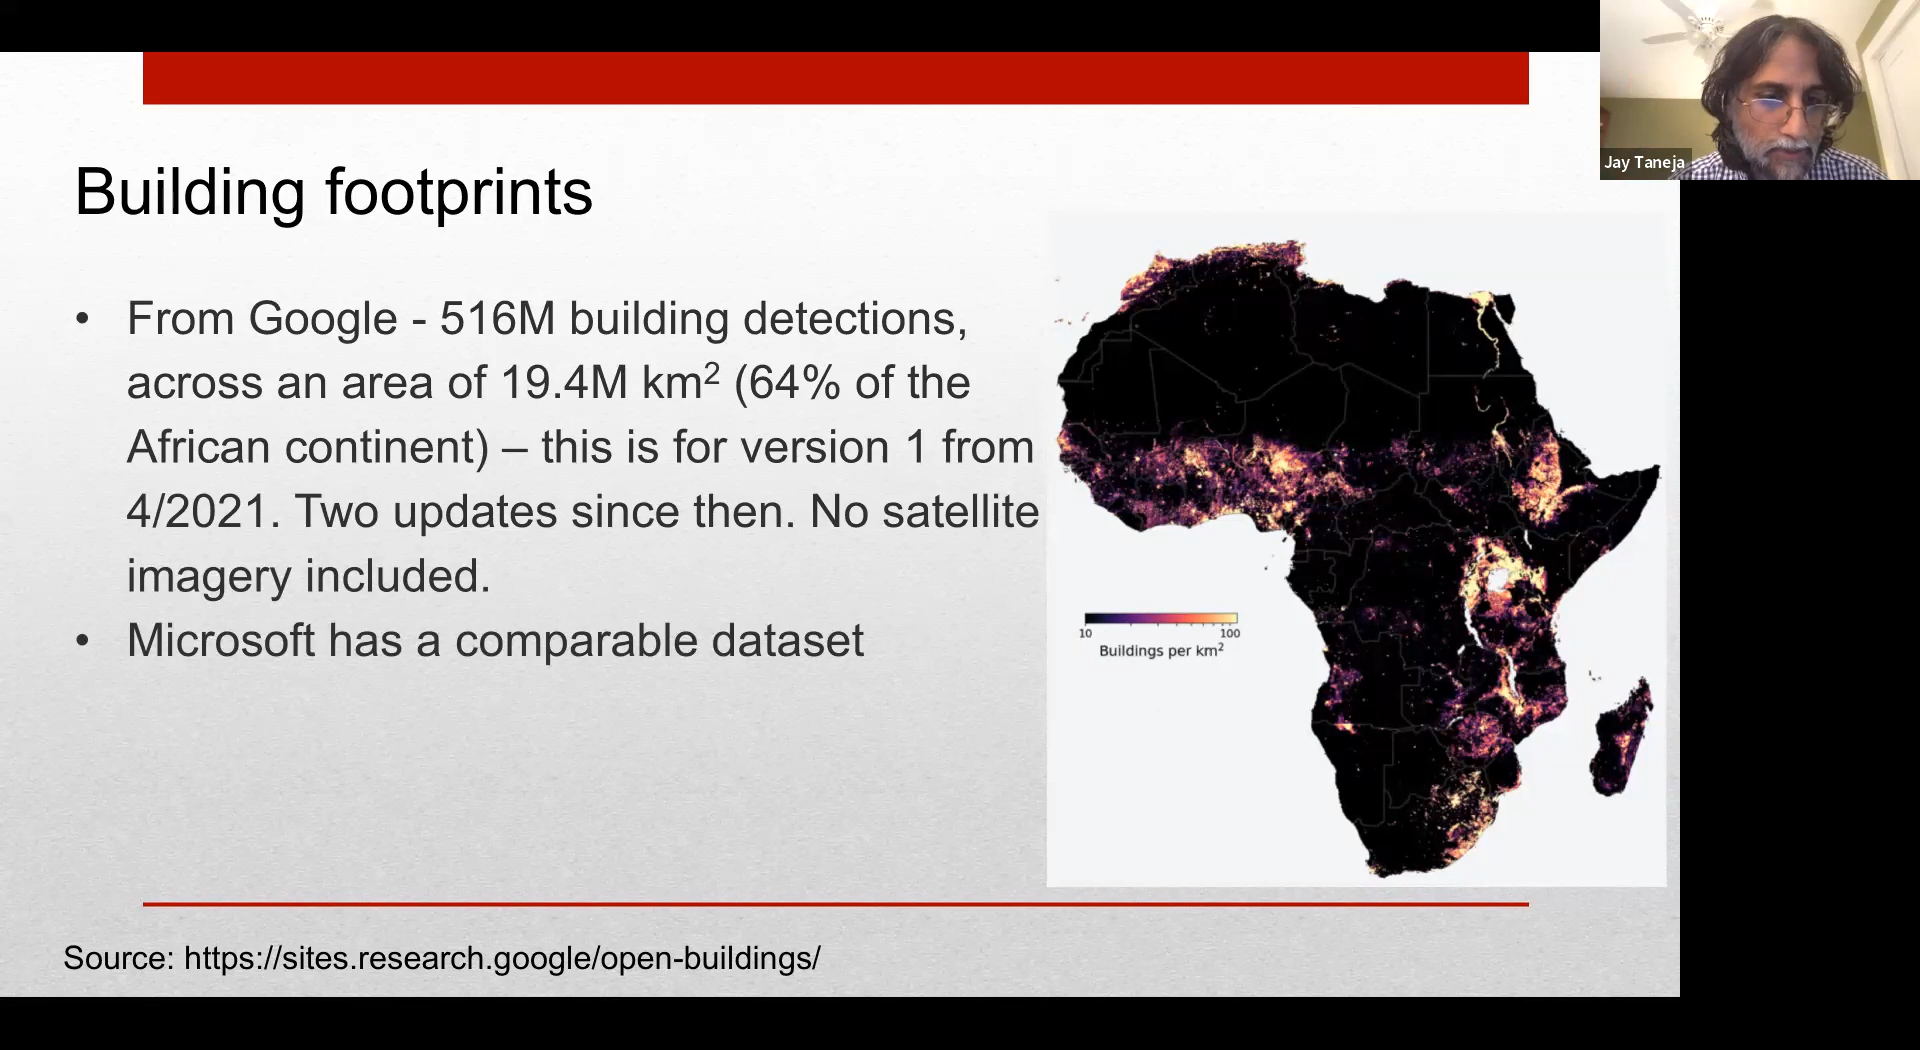 Jay Taneja
Building footprints
• From Google - 516M building detections,
across an area of 19.4M km² (64% of the
African continent) – this is for version 1 from
4/2021. Two updates since then. No satellite
imagery included.
• Microsoft has a comparable dataset
10 100
Buildings per km²
Source: https://sites.research.google/open-buildings/